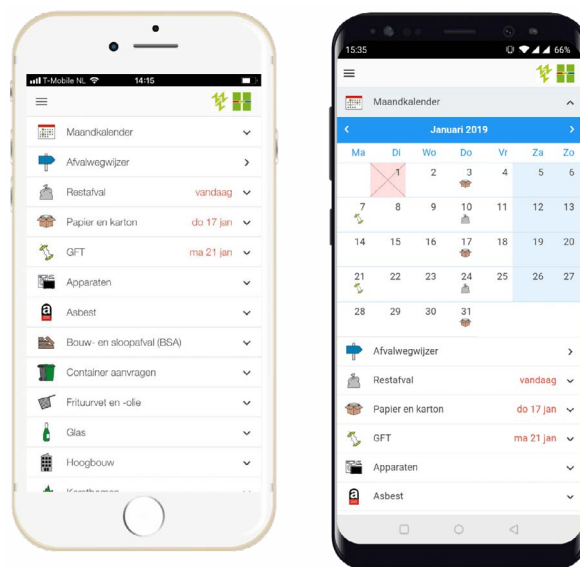 T-Mobile NL 14:15
Maandkalender
Afvalwegwijzer
Restafval vandaag
Papier en karton do 17 jan
GFT ma 21 jan
Apparaten
Asbest
Bouw- en sloopafval (BSA)
Container aanvragen
Frituurvet en -olie
Glas
Hoogbouw
15:35 66%
Maandkalender
Januari 2019
Ma Di Wo Do Vr Za Zo
1 2 3 4 5 6
7 8 9 10 11 12 13
14 15 16 17 18 19 20
21 22 23 24 25 26 27
28 29 30 31
Afvalwegwijzer
Restafval vandaag
Papier en karton do 17 jan
GFT ma 21 jan
Apparaten
a Asbest